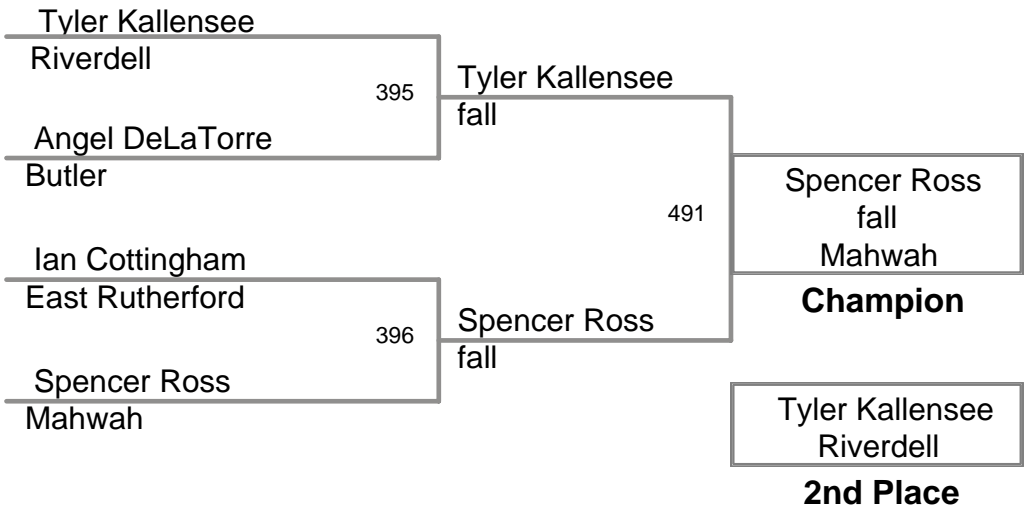 Tyler Kallensee
Riverdell
395
Angel DeLaTorre
Butler
Tyler Kallensee
fall
Ian Cottingham
East Rutherford
396
Spencer Ross
Mahwah
Spencer Ross
fall
491
Spencer Ross
fall
Mahwah
Champion
Tyler Kallensee
Riverdell
2nd Place